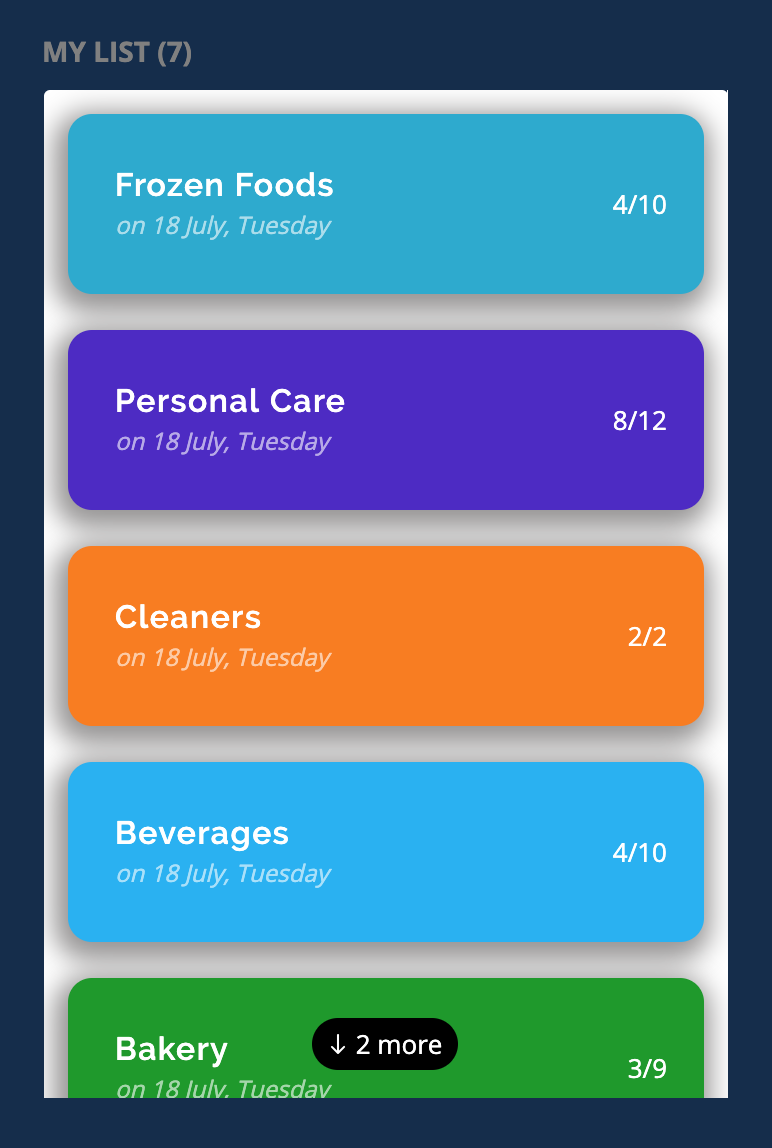 MY LIST (7)
Frozen Foods
on 18 July, Tuesday
4/10
Personal Care
on 18 July, Tuesday
8/12
Cleaners
on 18 July, Tuesday
2/2
Beverages
on 18 July, Tuesday
4/10
Bakery
on 18 July, Tuesday
↓ 2 more
3/9